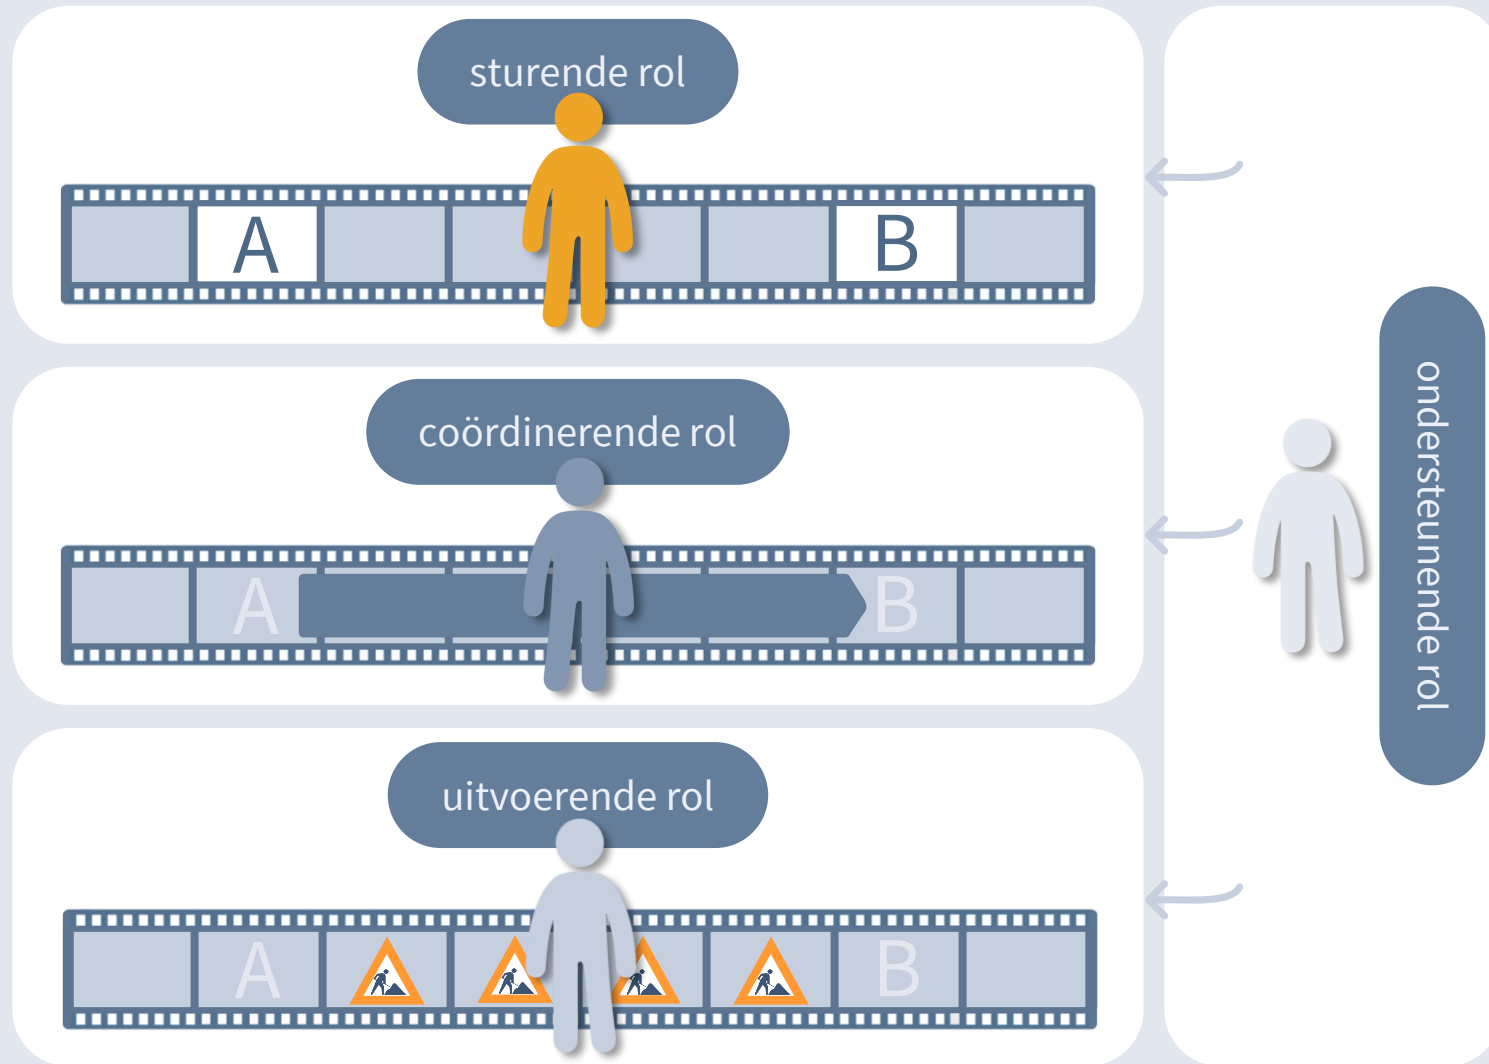 sturende rol
A
B
coördinerende rol
A
B
uitvoerende rol
A
B
ondersteunende rol